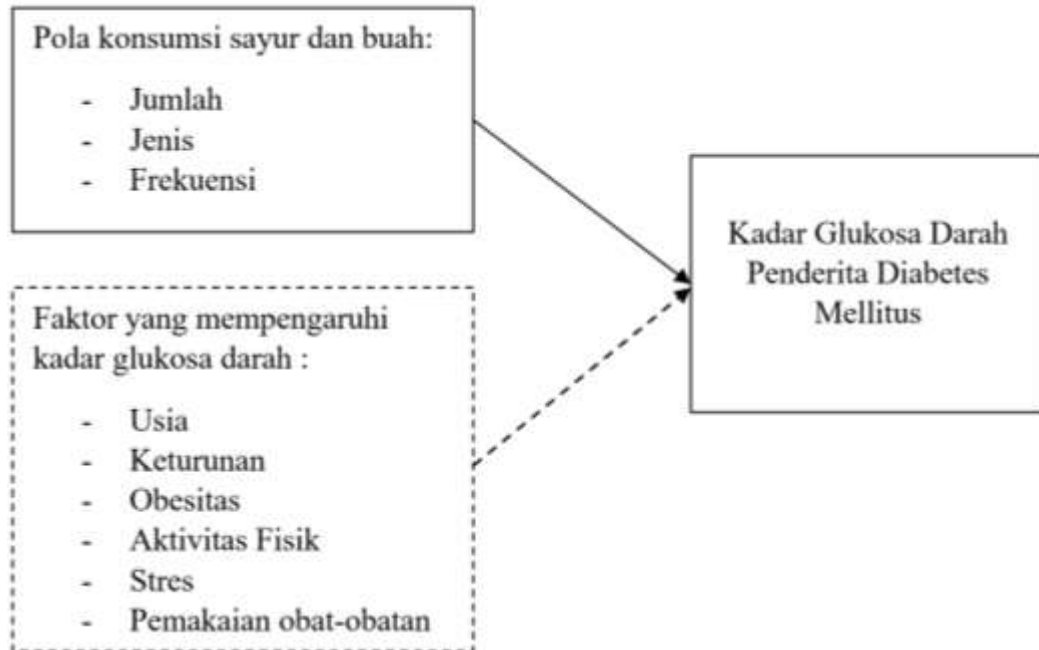 Pola konsumsi sayur dan buah:
- Jumlah
- Jenis
- Frekuensi
Kadar Glukosa Darah
Penderita Diabetes
Mellitus
Faktor yang mempengaruhi
kadar glukosa darah :
- Usia
- Keturunan
- Obesitas
- Aktivitas Fisik
- Stres
- Pemakaian obat-obatan